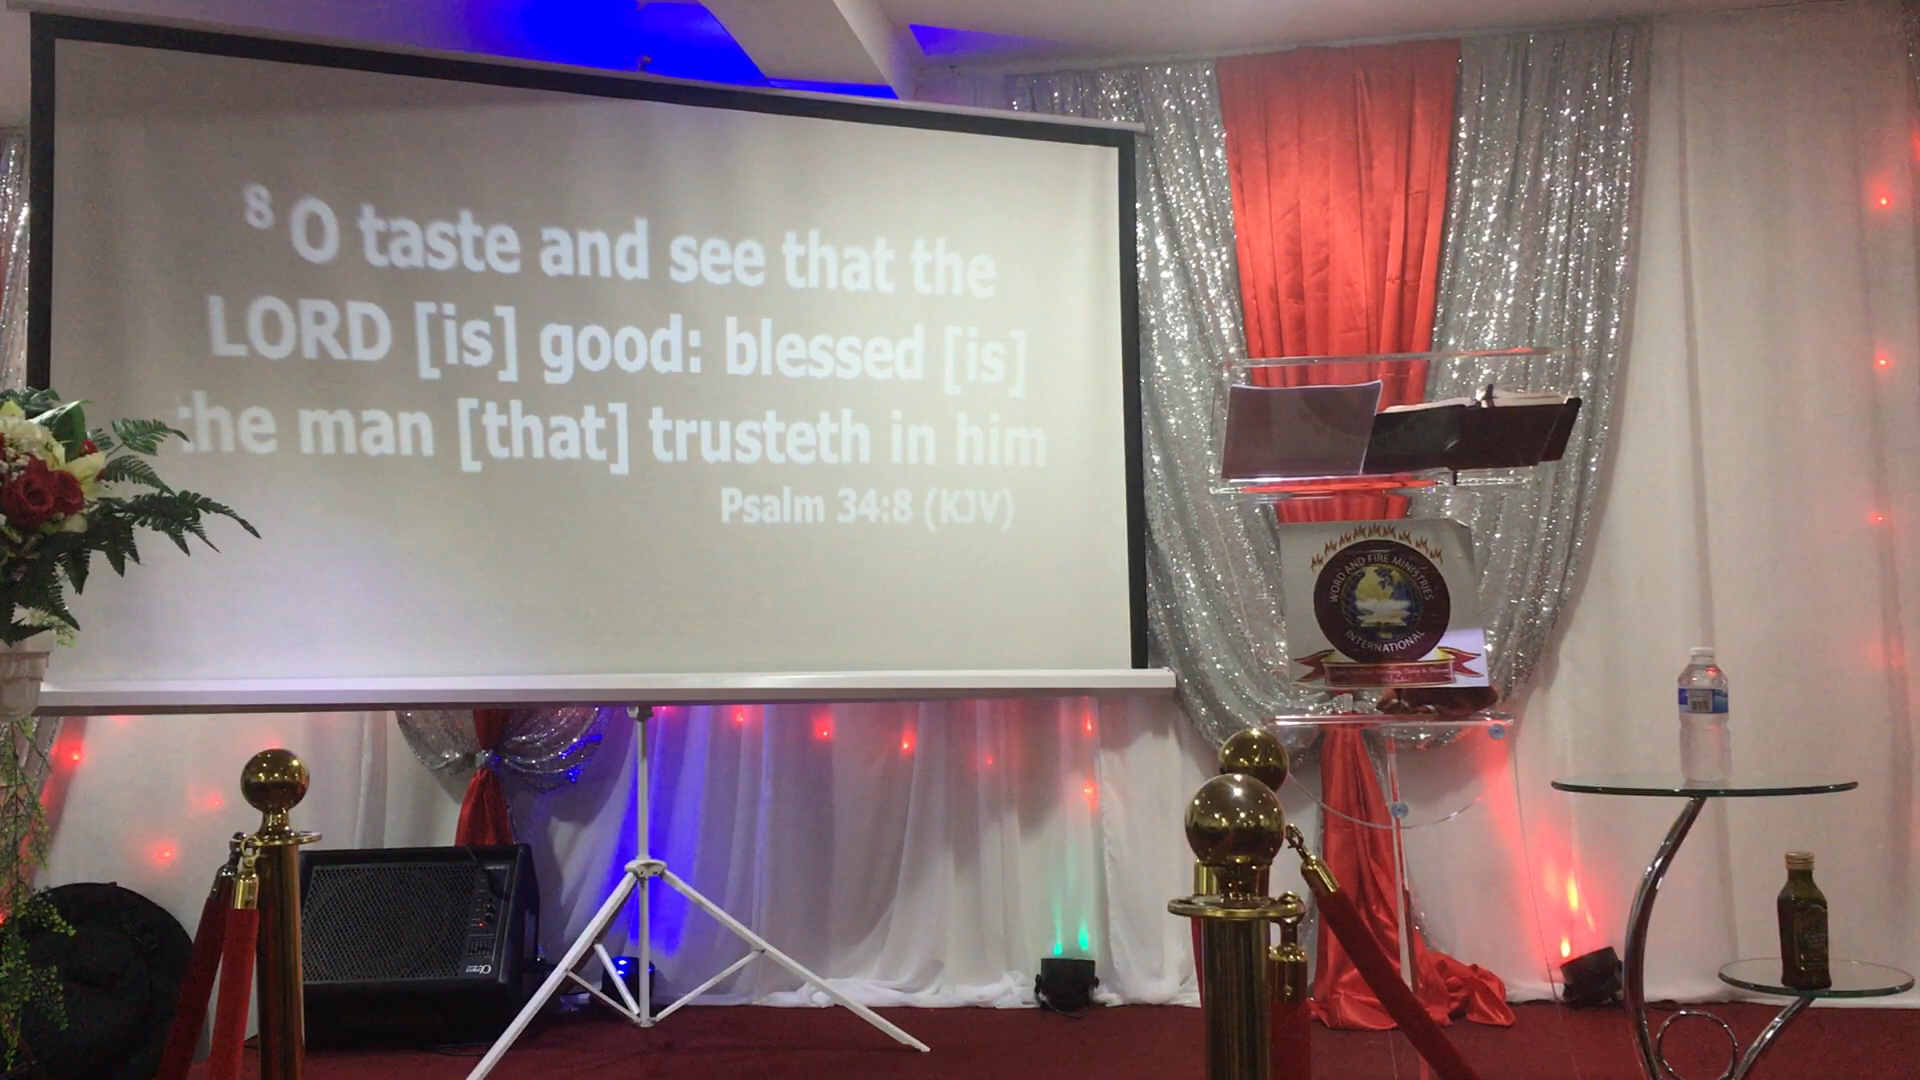 8 O taste and see that the
LORD [is] good: blessed [is]
the man [that] trusteth in him
Psalm 34:8 (KJV)
WORD AND FIRE MINISTRIES
INTERNATIONAL